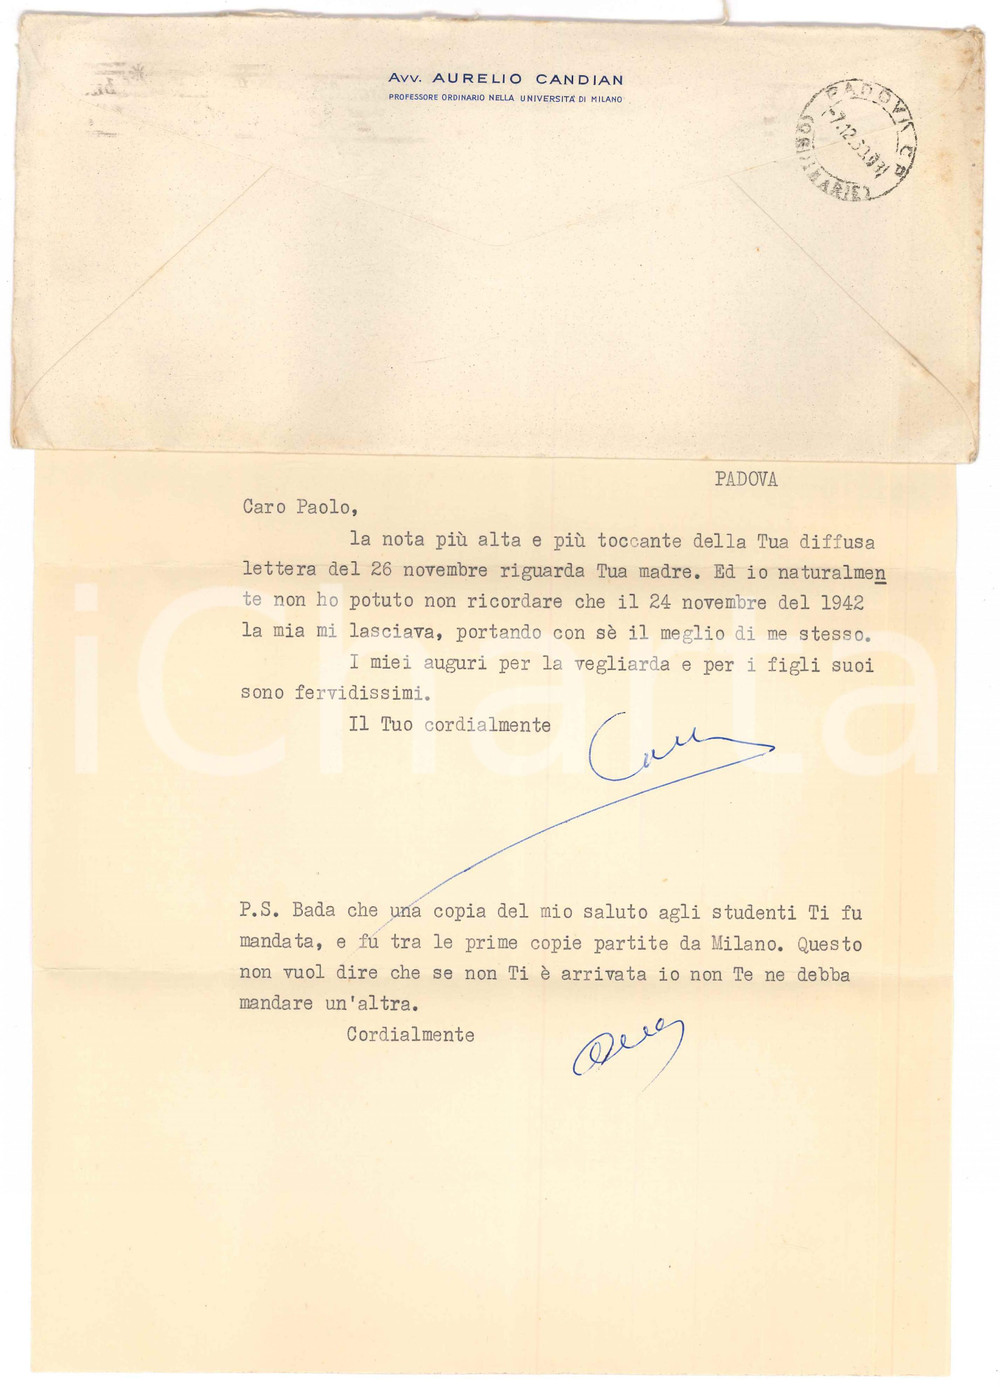 Avv. AURELIO CANDIAN
PROFESSORE ORDINARIO NELLA UNIVERSITÀ DI MILANO
PADOVA
PADOVA
Caro Paolo,
la nota più alta e più toccante della Tua diffusa
lettera del 26 novembre riguarda Tua madre. Ed io naturalmen
te non ho potuto non ricordare che il 24 novembre del 1942
la mia mi lasciava, portando con sè il meglio di me stesso.
I miei auguri per la vegliarda e per i figli suoi
sono fervidissimi.
Il Tuo cordialmente
iCharta
P.S. Bada che una copia del mio saluto agli studenti Ti fu
mandata, e fu tra le prime copie partite da Milano. Questo
non vuol dire che se non Ti è arrivata io non Te ne debba
mandare un'altra.
Cordialmente